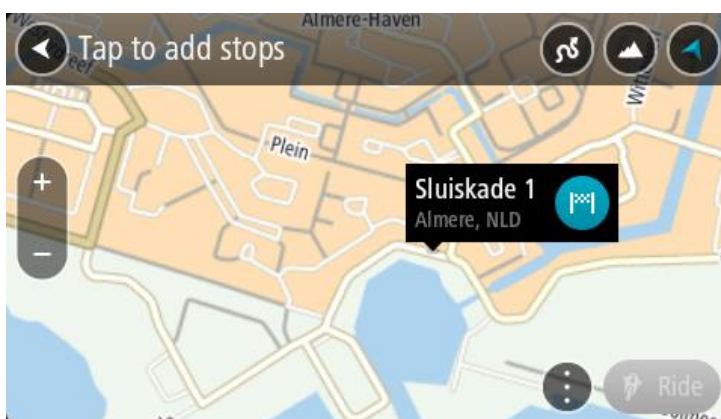 Almere-Haven
Tap to add stops
Plein
Sluiskade 1
Almere, NLD
+
−
Ride